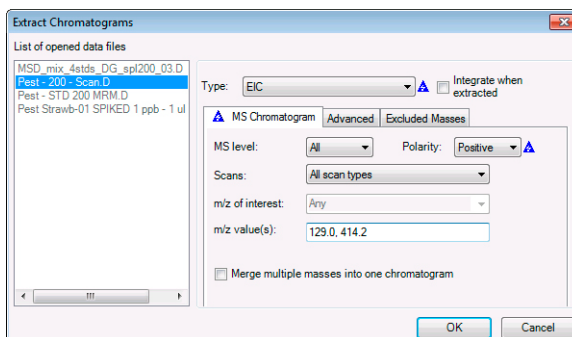 Extract Chromatograms
List of opened data files
MSD_mix_4stds_DG_spl200_03.D
Pest - 200 - Scan.D
Pest - STD 200 MRM.D
Pest Strawb-01 SPIKED 1 ppb - 1 ul
Type: EIC Integrate when extracted
MS Chromatogram Advanced Excluded Masses
MS level: All Polarity: Positive
Scans: All scan types
m/z of interest: Any
m/z value(s): 129.0, 414.2
Merge multiple masses into one chromatogram
OK Cancel